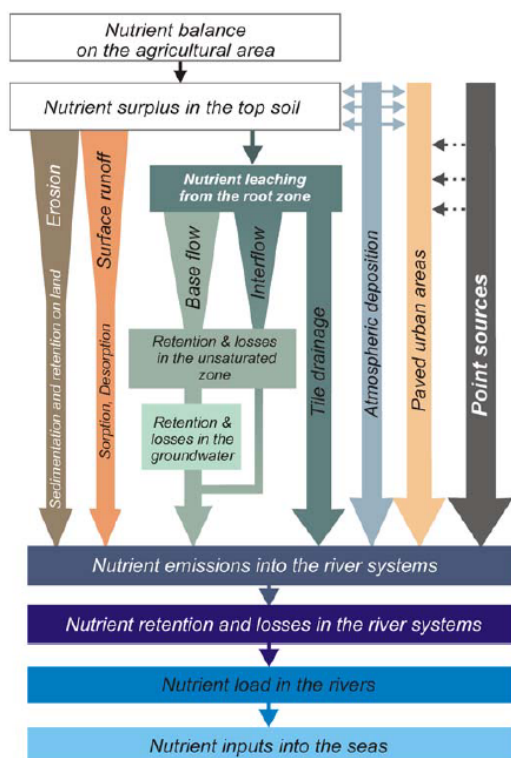 Nutrient balance
on the agricultural area
Nutrient surplus in the top soil
Erosion
Sedimentation and retention on land
Surface runoff
Sorption, Desorption
Nutrient leaching
from the root zone
Base flow
Interflow
Retention & losses
in the unsaturated
zone
Retention &
losses in the
groundwater
Tile drainage
Atmospheric deposition
Paved urban areas
Point sources
Nutrient emissions into the river systems
Nutrient retention and losses in the river systems
Nutrient load in the rivers
Nutrient inputs into the seas